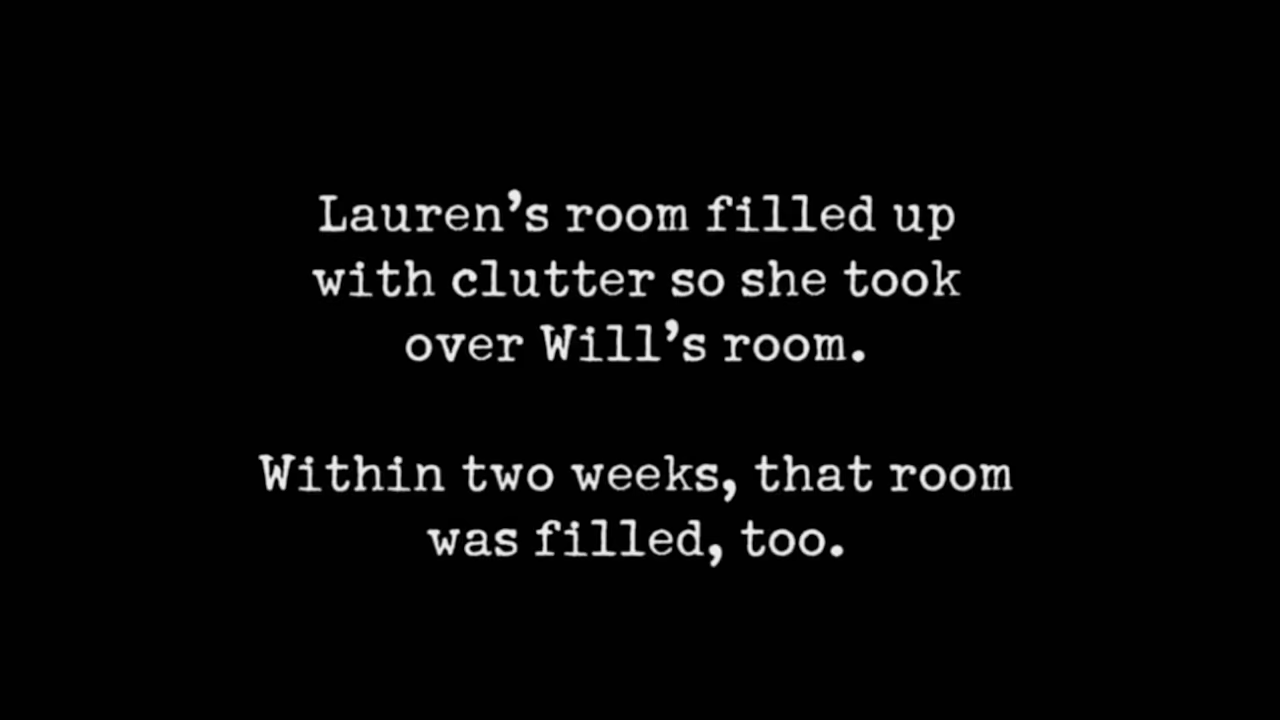 Lauren’s room filled up
with clutter so she took
over Will’s room.
Within two weeks, that room
was filled, too.